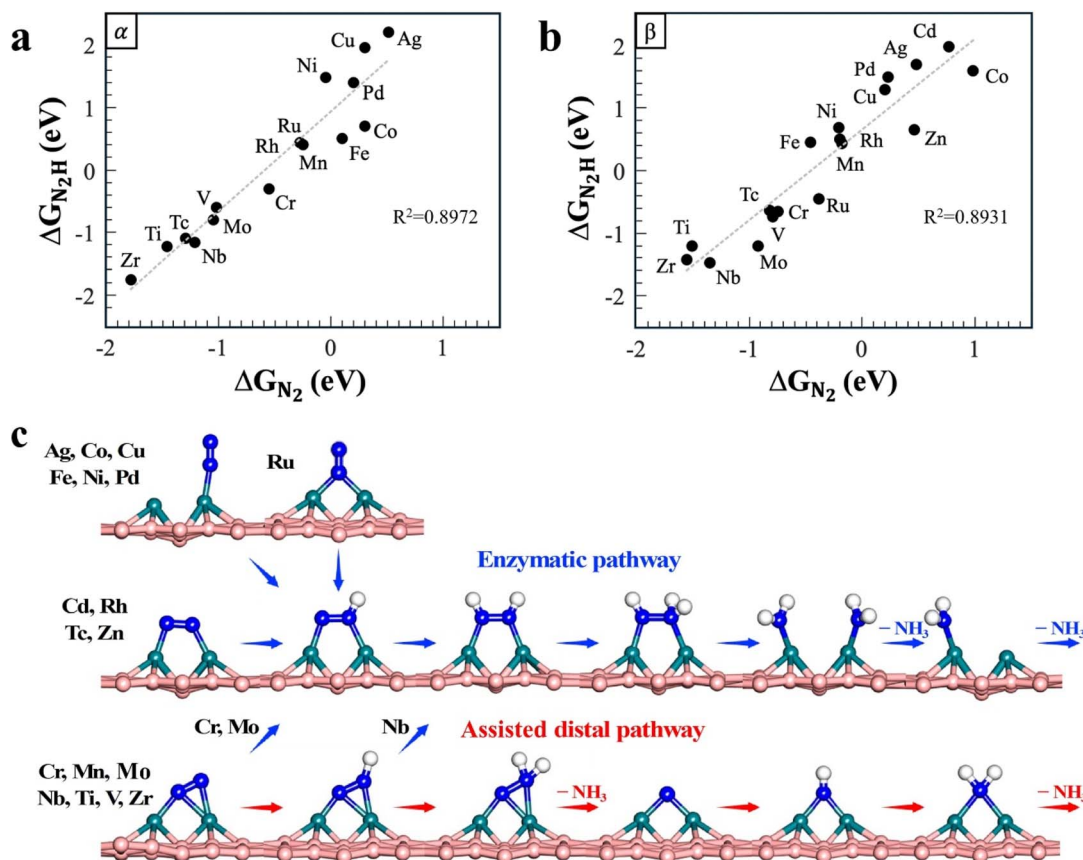 a
α
2
1
0
-1
-2
ΔG_N₂H (eV)
Cu
Ag
Ni
Pd
Ru
Rh
Co
Mn
Fe
Cr
V
Tc
Mo
Ti
Nb
Zr
R²=0.8972
-2
-1
0
1
ΔG_N₂ (eV)
b
β
2
1
0
-1
-2
ΔG_N₂H (eV)
Cd
Ag
Pd
Co
Cu
Ni
Fe
Rh
Zn
Mn
Tc
Cr
Ru
Ti
V
Zr
Nb
Mo
R²=0.8931
-2
-1
0
1
ΔG_N₂ (eV)
c
Ag, Co, Cu
Fe, Ni, Pd
Ru
Enzymatic pathway
Cd, Rh
Tc, Zn
− NH₃
− NH₃
Cr, Mo
Nb
Assisted distal pathway
Cr, Mn, Mo
Nb, Ti, V, Zr
− NH₃
− NH₃